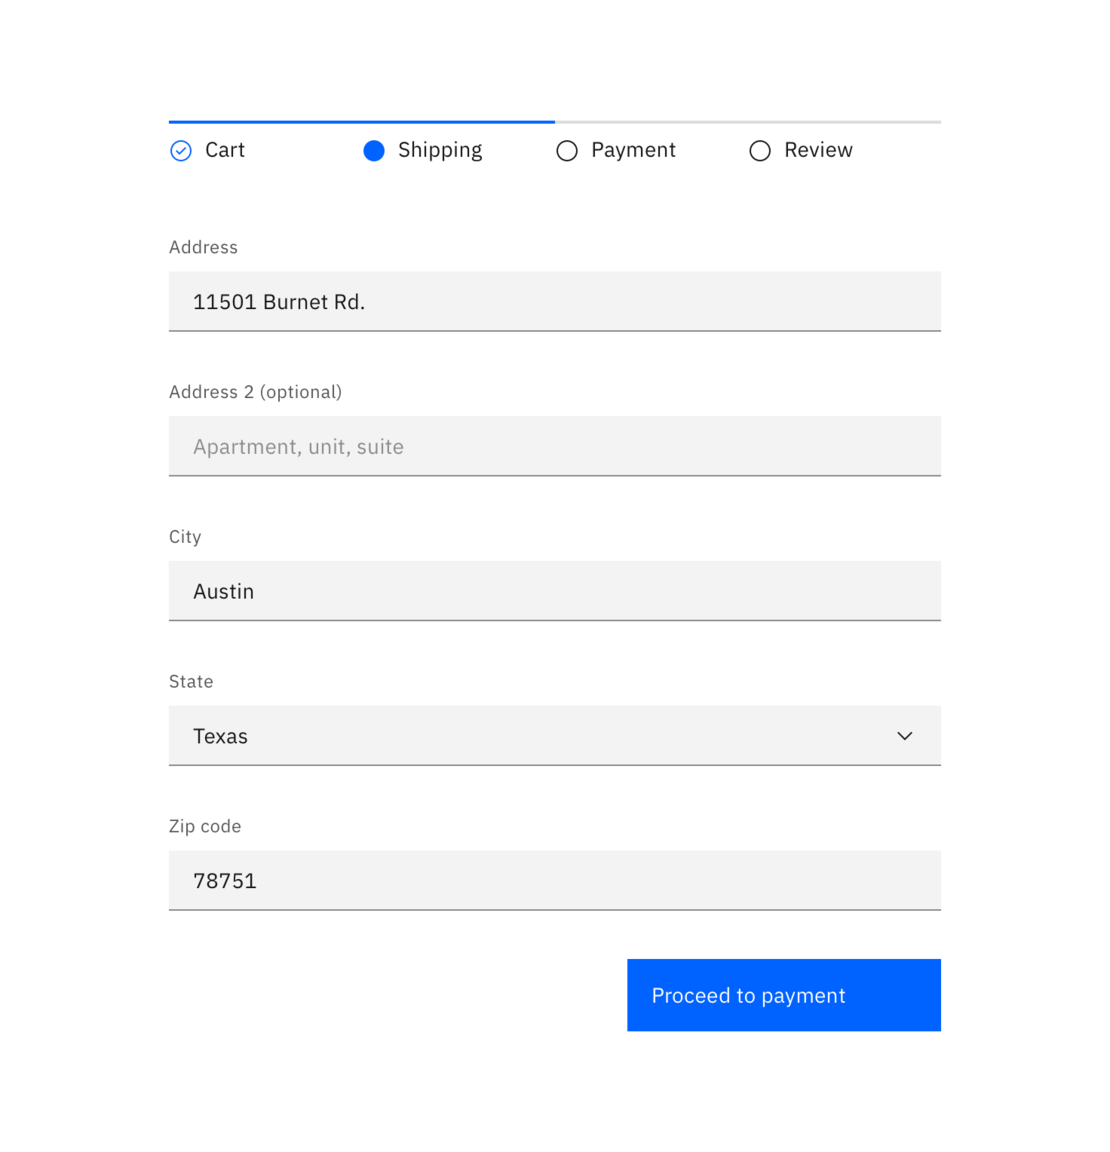 Cart Shipping Payment Review
Address
11501 Burnet Rd.
Address 2 (optional)
Apartment, unit, suite
City
Austin
State
Texas
Zip code
78751
Proceed to payment